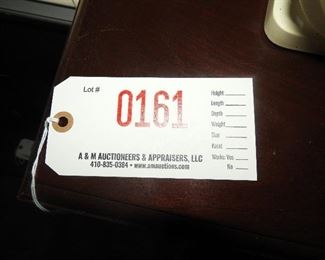 Lot #
0161
Height
Length
Depth
Weight
Size
Karat
Works: Yes
No
A & M AUCTIONEERS & APPRAISERS, LLC
410-835-0384 • www.amauctions.com